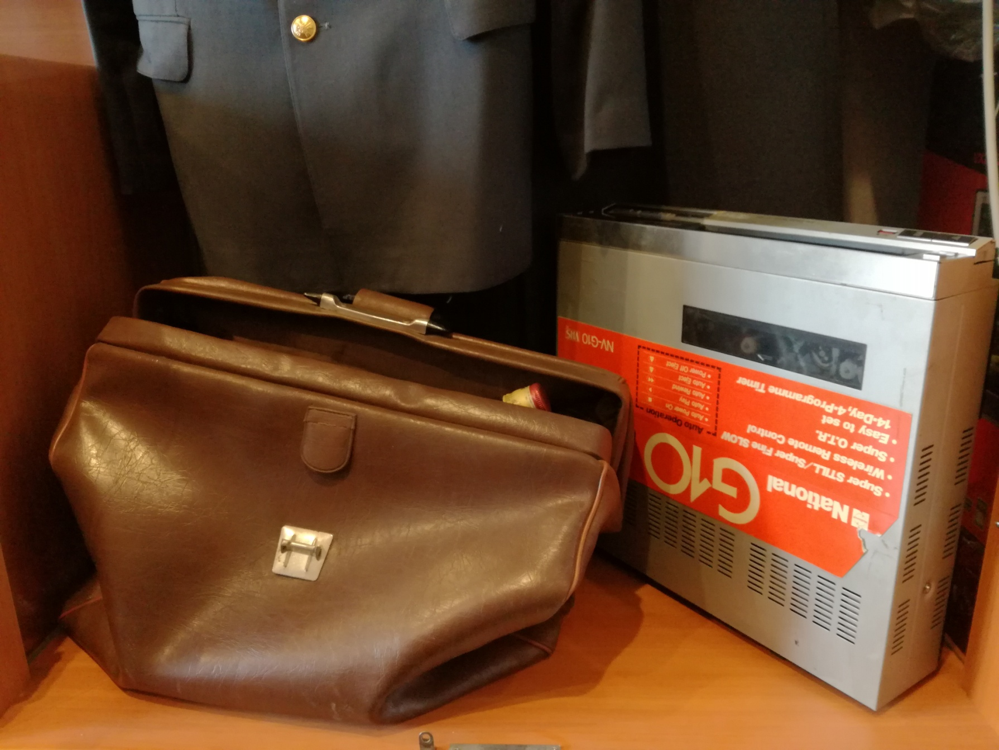 National
G10
• Super STILL/Super Fine SLOW
• Wireless Remote Control
• Super O.T.R.
• Easy to set
14-Day, 4-Programme Timer
Auto Operation
• Auto Power On
• Auto Play
• Auto Rewind
• Auto Eject
• Power Off Eject
NV-G10 VHS